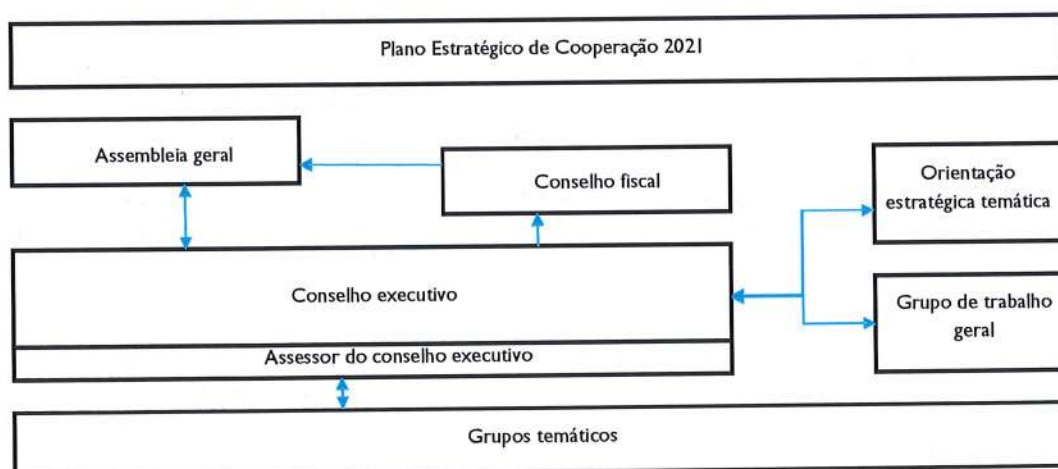 Plano Estratégico de Cooperação 2021
Assembleia geral
Conselho fiscal
Orientação
estratégica temática
Conselho executivo
Grupo de trabalho
geral
Assessor do conselho executivo
Grupos temáticos